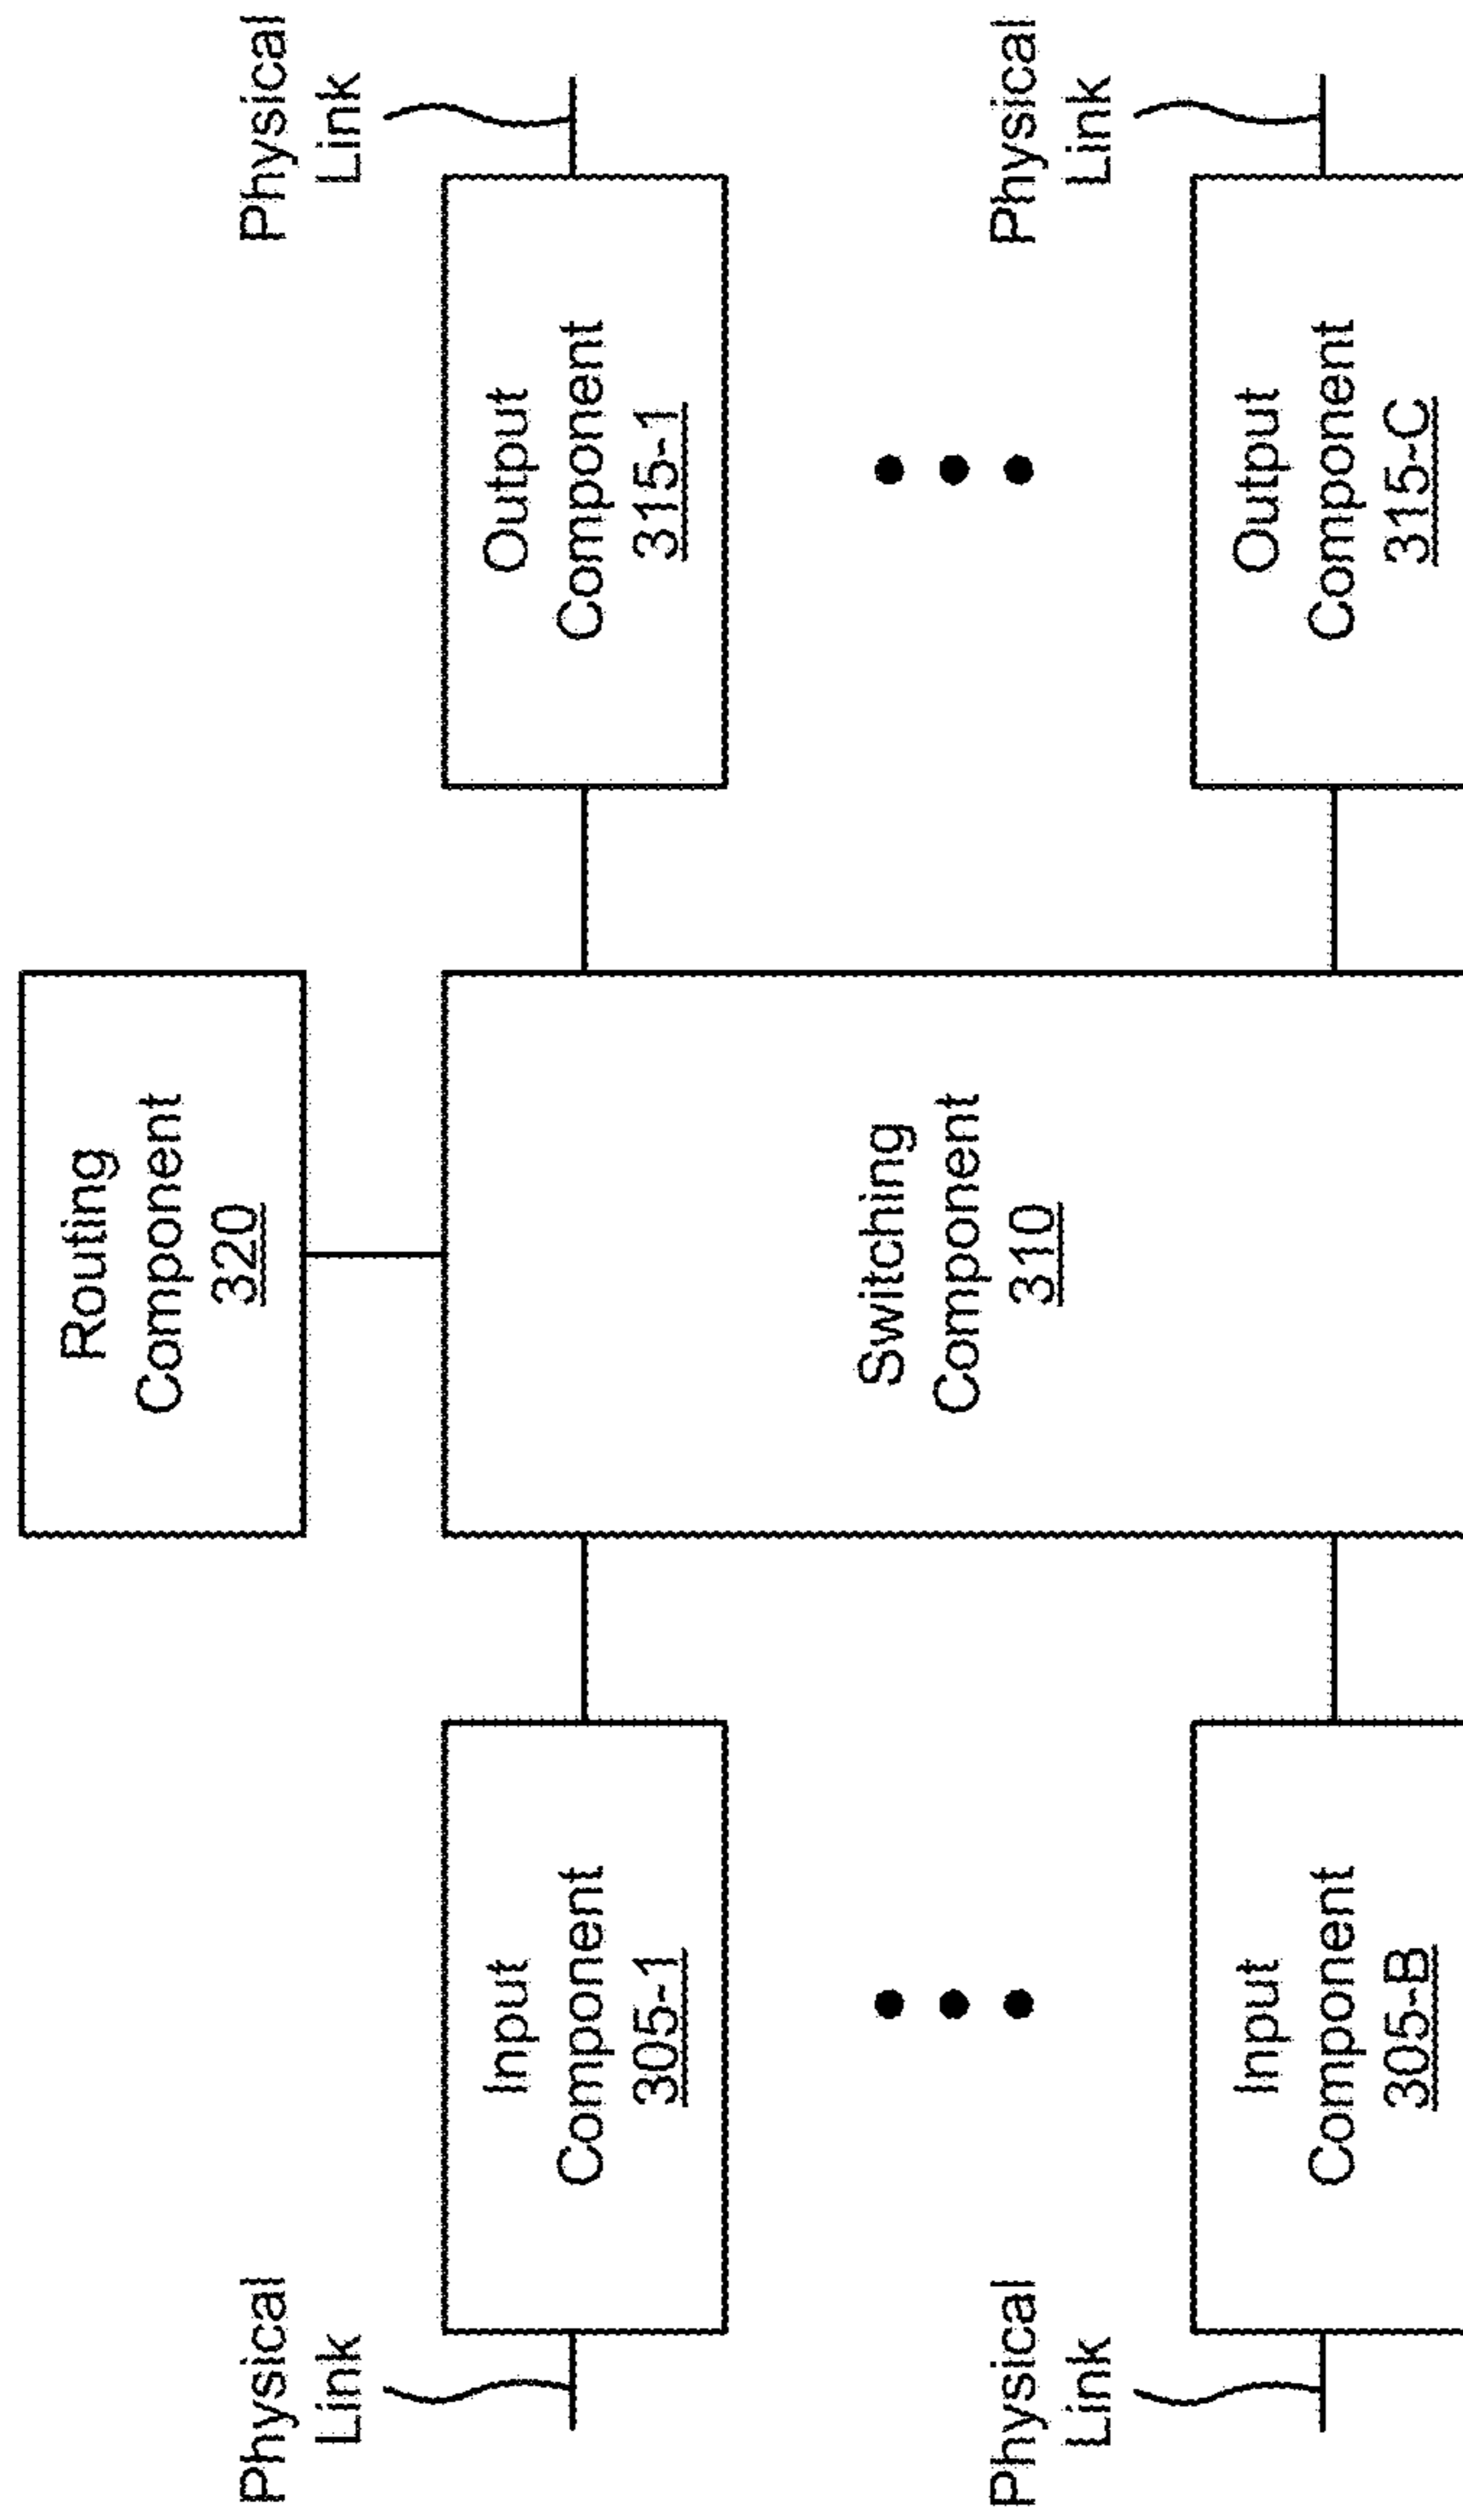 Routing
Component
320
Physical
Link
Input
Component
305-1
Physical
Link
Output
Component
315-1
Switching
Component
310
Physical
Link
Input
Component
305-B
Physical
Link
Output
Component
315-C